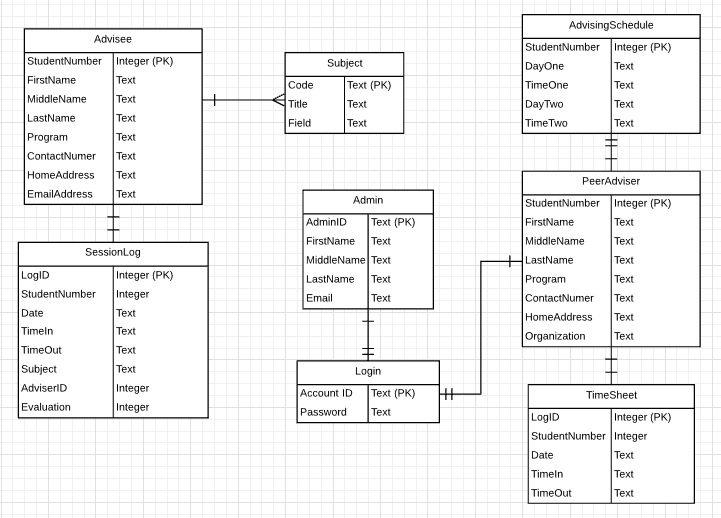 Advisee
StudentNumber Integer (PK)
FirstName Text
MiddleName Text
LastName Text
Program Text
ContactNumer Text
HomeAddress Text
EmailAddress Text
Subject
Code Text (PK)
Title Text
Field Text
AdvisingSchedule
StudentNumber Integer (PK)
DayOne Text
TimeOne Text
DayTwo Text
TimeTwo Text
Admin
AdminID Text (PK)
FirstName Text
MiddleName Text
LastName Text
Email Text
PeerAdviser
StudentNumber Integer (PK)
FirstName Text
MiddleName Text
LastName Text
Program Text
ContactNumer Text
HomeAddress Text
Organization Text
SessionLog
LogID Integer (PK)
StudentNumber Integer
Date Text
TimeIn Text
TimeOut Text
Subject Text
AdviserID Integer
Evaluation Integer
Login
Account ID Text (PK)
Password Text
TimeSheet
LogID Integer (PK)
StudentNumber Integer
Date Text
TimeIn Text
TimeOut Text